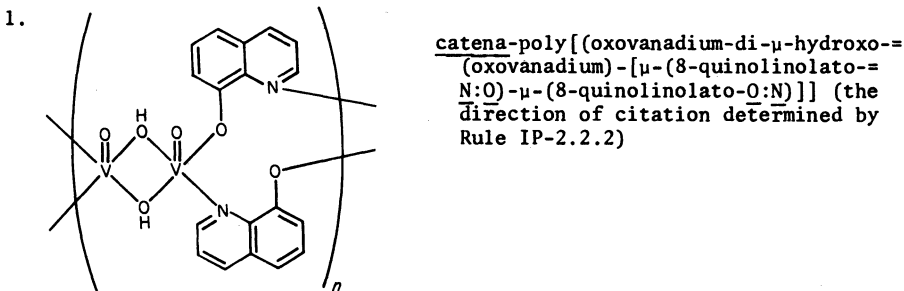 1.
catena-poly[(oxovanadium-di-μ-hydroxo-=
(oxovanadium)-[μ-(8-quinolinolato-=
N:O)-μ-(8-quinolinolato-O:N)]] (the
direction of citation determined by
Rule IP-2.2.2)
N
O
O H O
V V
O
O
H
N
n